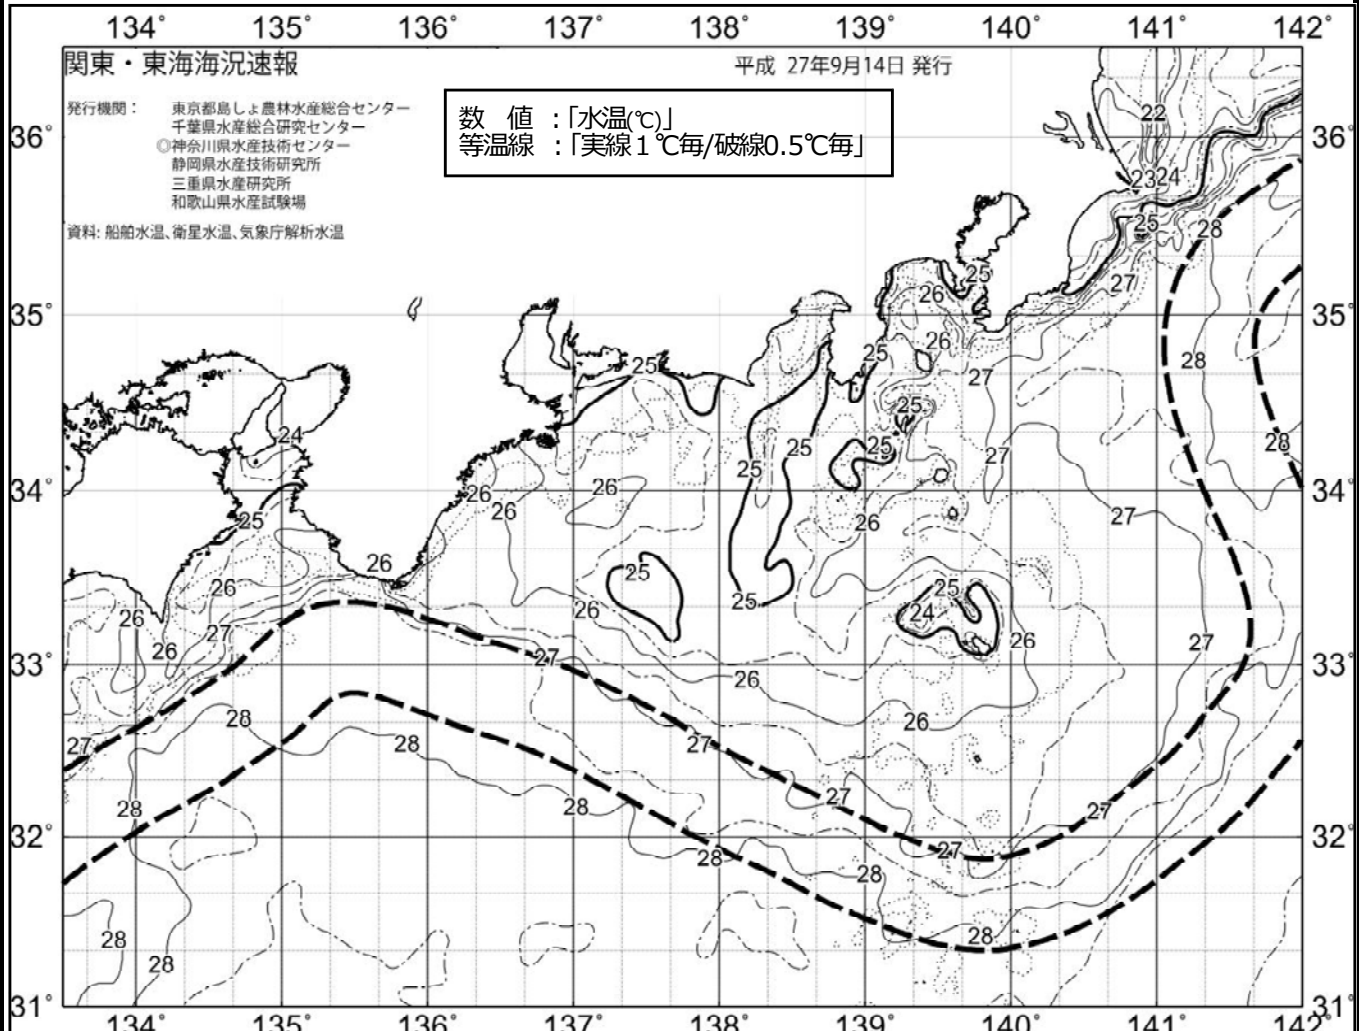 134° 135° 136° 137° 138° 139° 140° 141° 142°
関東・東海海況速報
平成 27年9月14日 発行
発行機関： 東京都島しょ農林水産総合センター
千葉県水産総合研究センター
◎神奈川県水産技術センター
静岡県水産技術研究所
三重県水産研究所
和歌山県水産試験場
資料: 船舶水温、衛星水温、気象庁解析水温
数 値 ：「水温(℃)」
等温線 ：「実線１℃毎/破線0.5℃毎」
22
36° 36°
23 24
25 28
25 27
26
35° 35°
26
25 25 28
27
25
24 25 28
25 25 27
26 26 34°
34° 26 27
25 26
26
25
26 25
26 25 24
26 27 25 26
26 27 27
33° 33°
26
28 26
27 28 27
28 28 27 27
32° 32°
28 27
28
28 28
28
31° 31°
134° 135° 136° 137° 138° 139° 140° 141° 142°